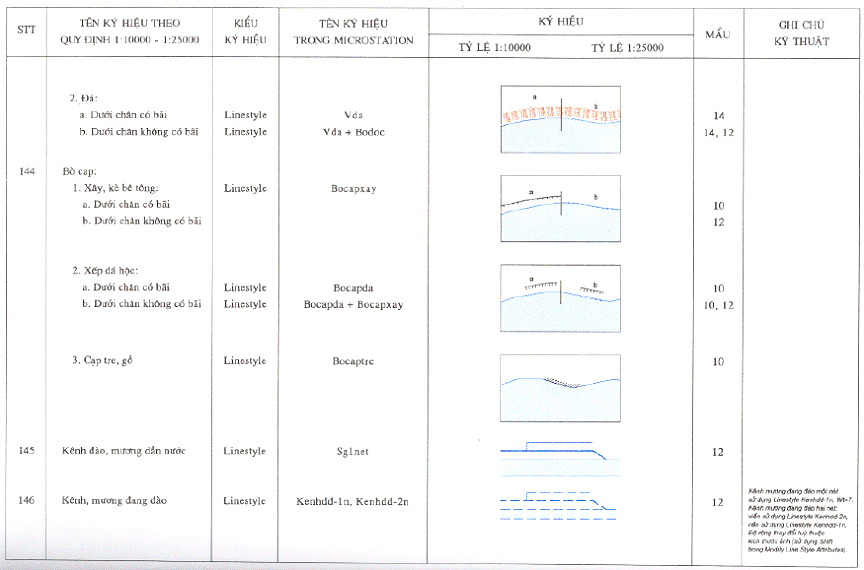 STT
TÊN KÝ HIỆU THEO
QUY ĐỊNH 1:10000 - 1:25000
KIỂU
KÝ HIỆU
TÊN KÝ HIỆU
TRONG MICROSTATION
KÝ HIỆU
TỶ LỆ 1:10000 TỶ LỆ 1:25000
MẪU
GHI CHÚ
KỸ THUẬT
2. Đá:
a. Dưới chân có bãi Linestyle Vda 14
b. Dưới chân không có bãi Linestyle Vda + Bodoc 14, 12
a b
144 Bờ cạp:
1. Xây, kè bê tông: Linestyle Bocapxay
a. Dưới chân có bãi 10
b. Dưới chân không có bãi 12
a b
2. Xếp đá hộc:
a. Dưới chân có bãi Linestyle Bocapda 10
b. Dưới chân không có bãi Linestyle Bocapda + Bocapxay 10, 12
a b
3. Cạp tre, gỗ Linestyle Bocaptre 10
145 Kênh đào, mương dẫn nước Linestyle Sg1net 12
146 Kênh, mương đang đào Linestyle Kenhdd-1n, Kenhdd-2n 12
Kênh mương đang đào một nét
sử dụng Linestyle Kenhdd-1n, Wt=7.
Kênh mương đang đào hai nét:
viền sử dụng Linestyle Kenhdd-2n,
nền sử dụng Linestyle Kenhdd-1n.
Độ rộng thay đổi tuỳ thuộc
kích thước ảnh (sử dụng Shift
trong Modify Line Style Attributes).